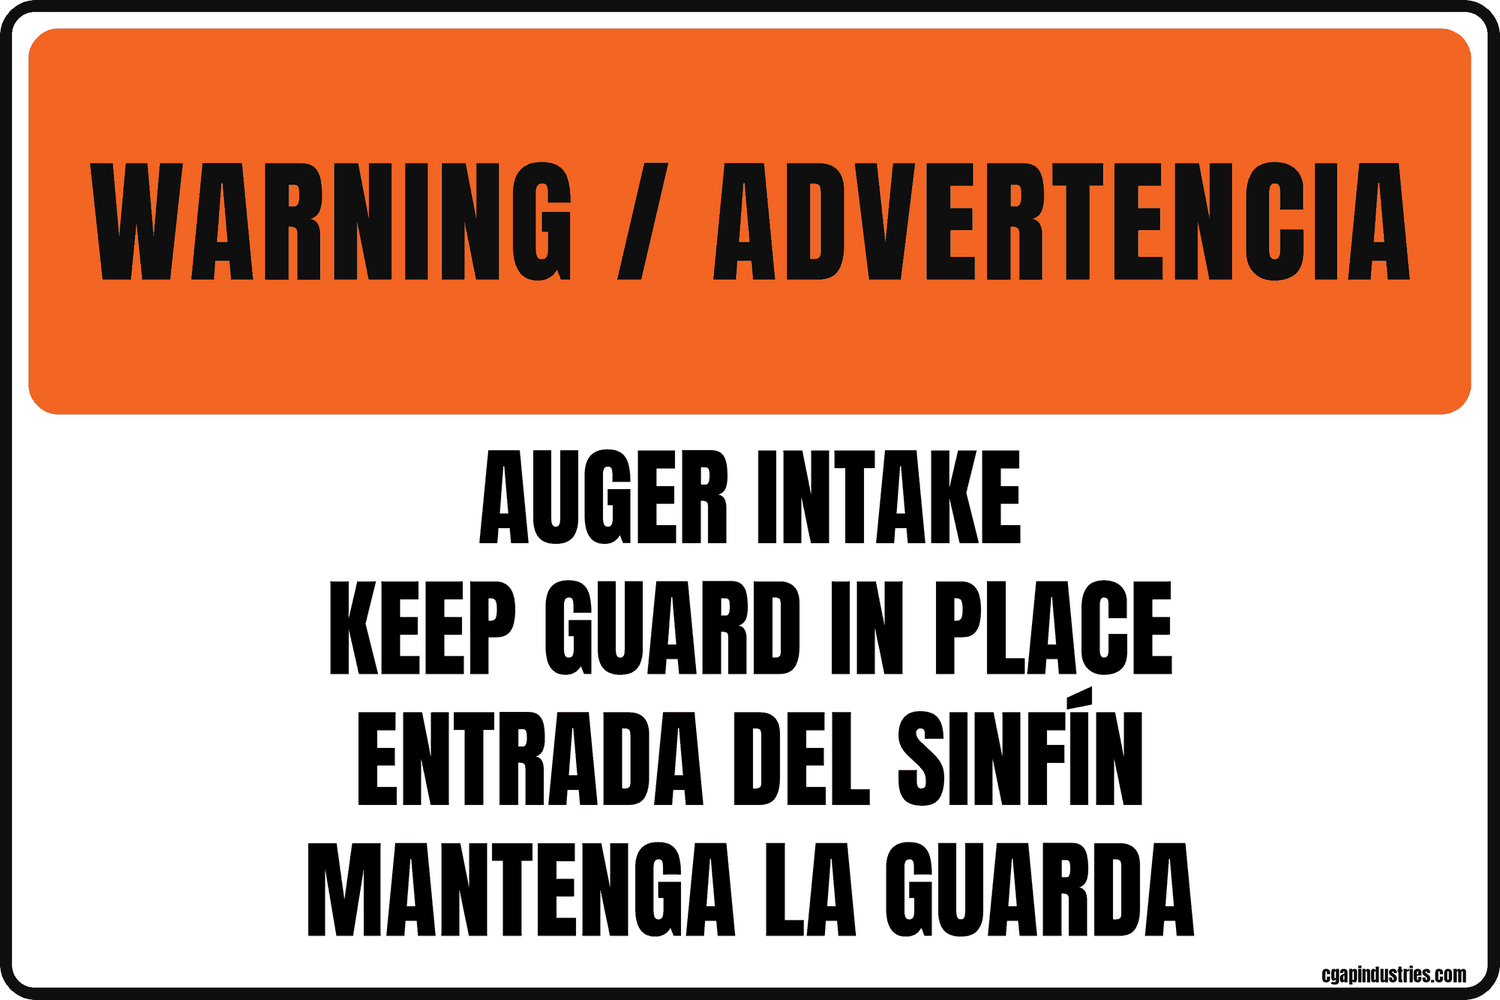 WARNING / ADVERTENCIA
AUGER INTAKE
KEEP GUARD IN PLACE
ENTRADA DEL SINFÍN
MANTENGA LA GUARDA
cgapindustries.com